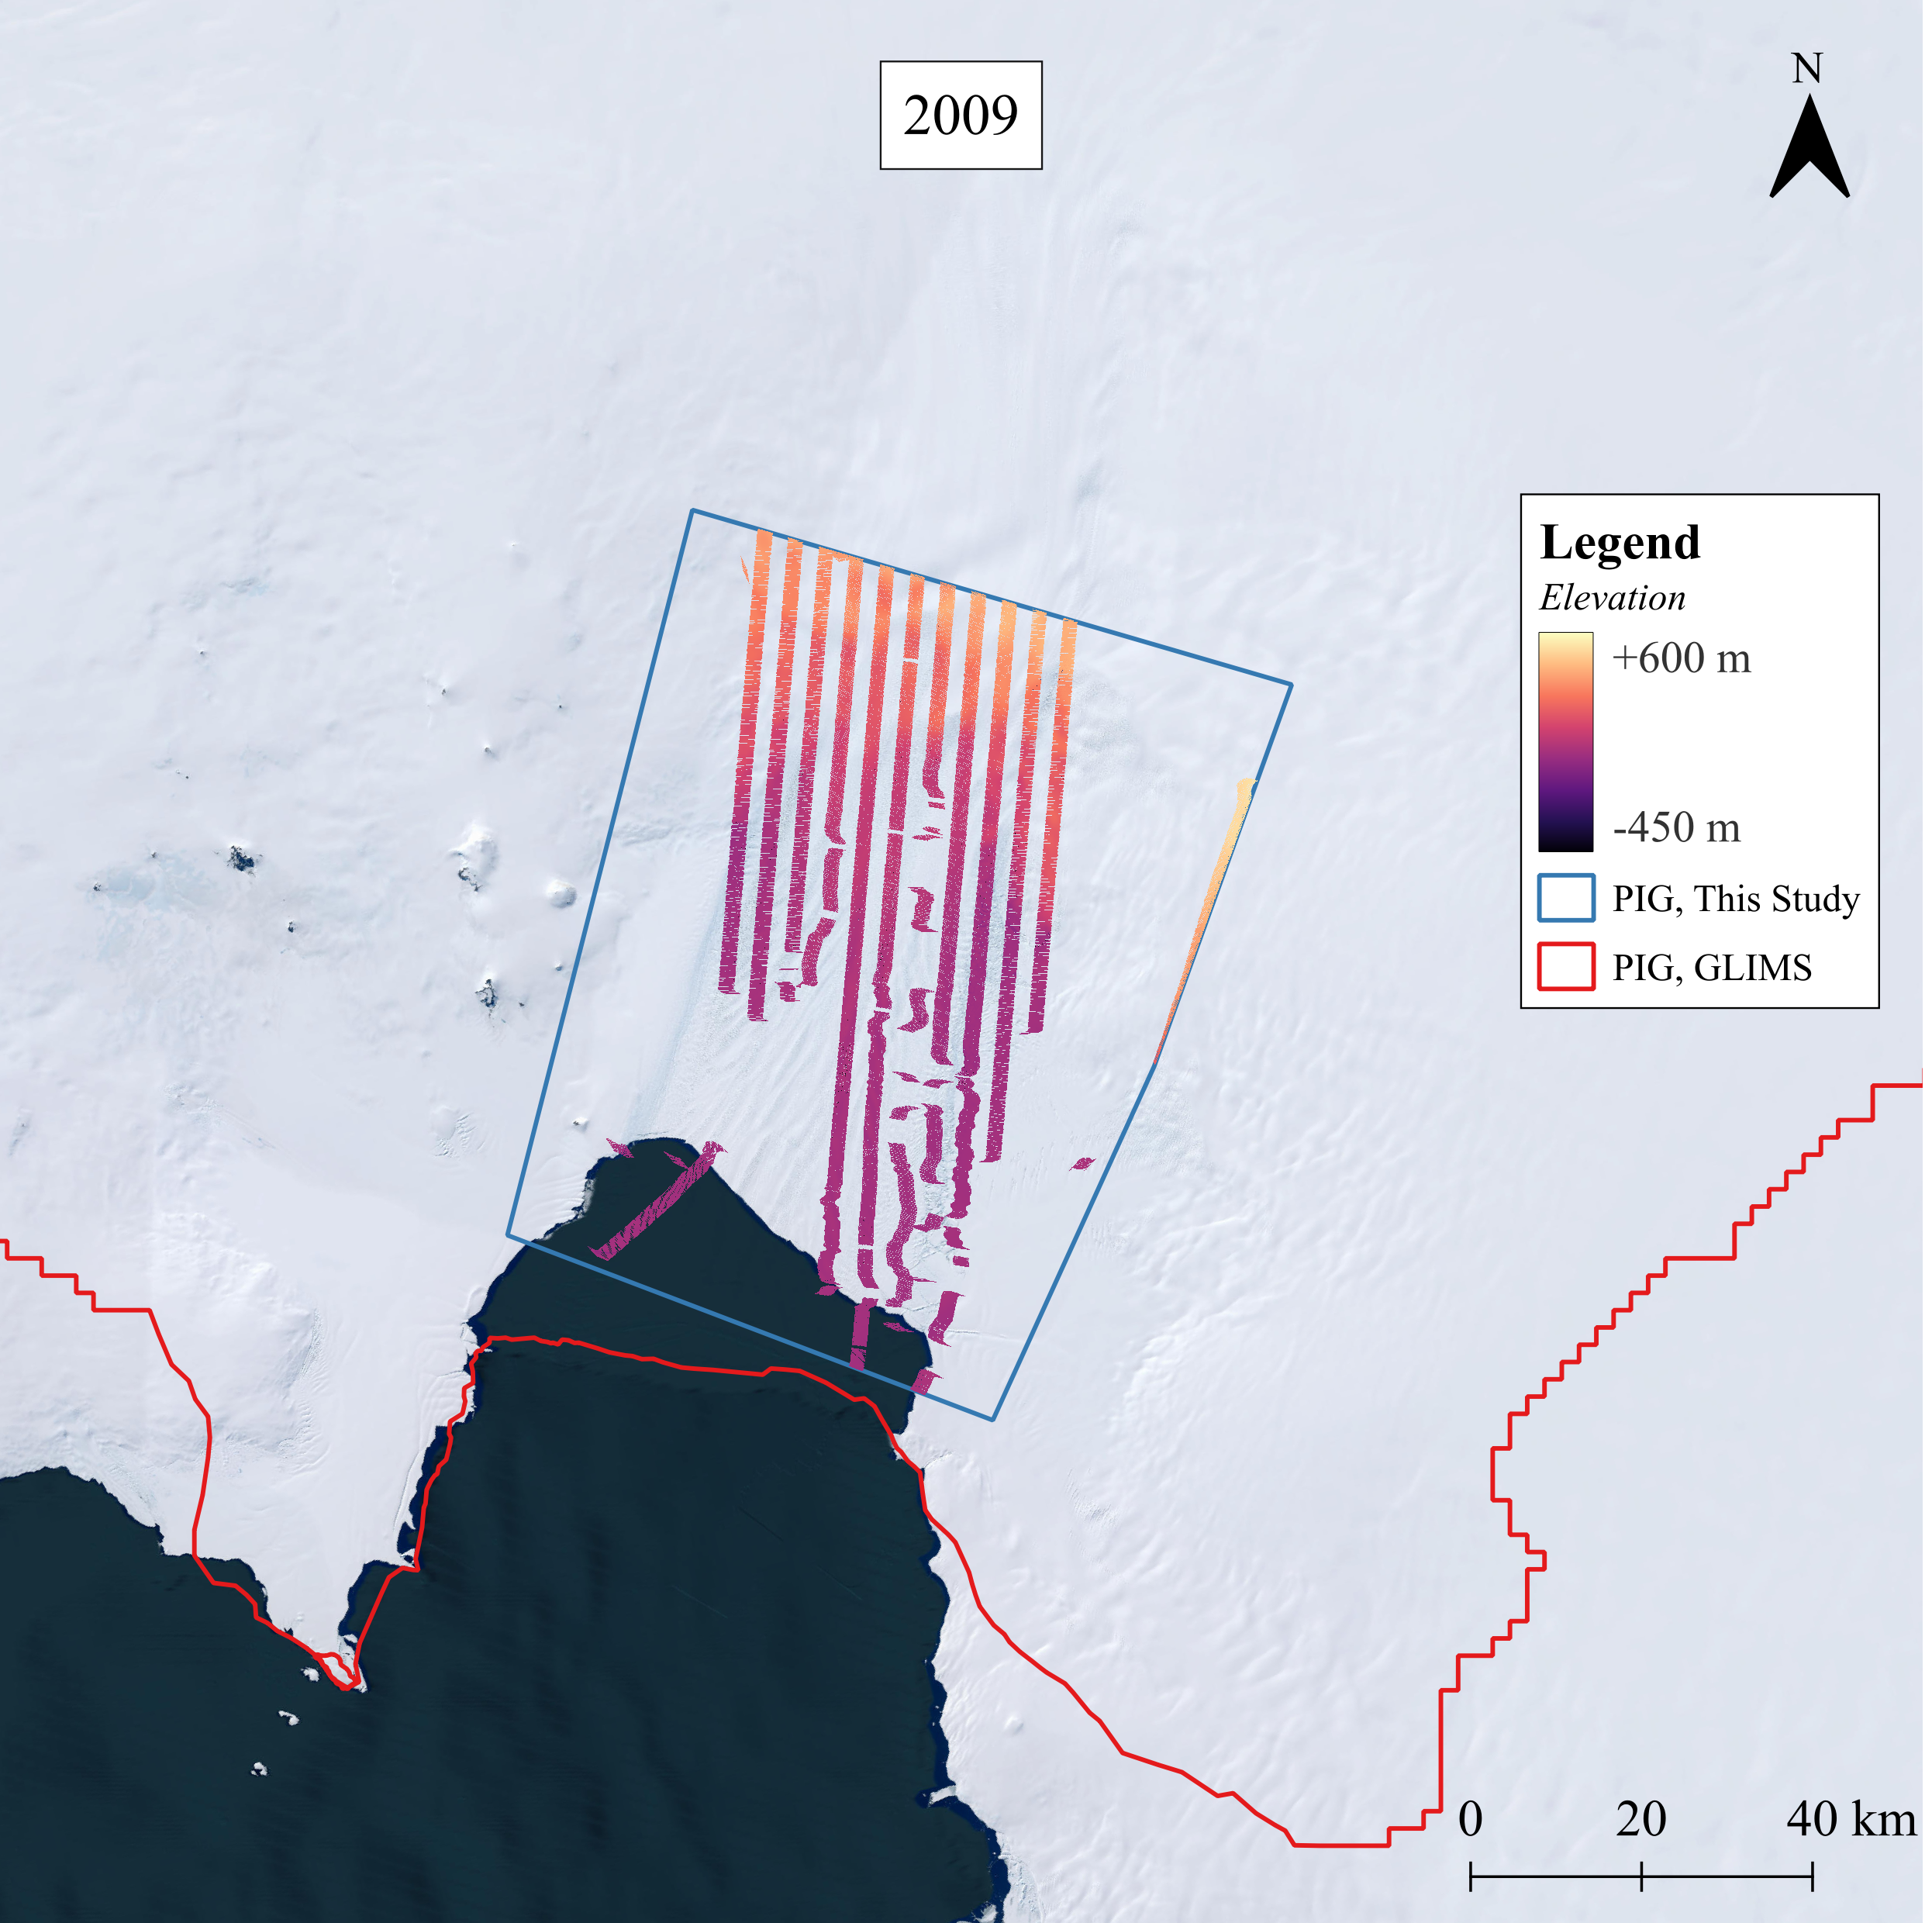 2009
N
Legend
Elevation
+600 m
-450 m
PIG, This Study
PIG, GLIMS
0 20 40 km